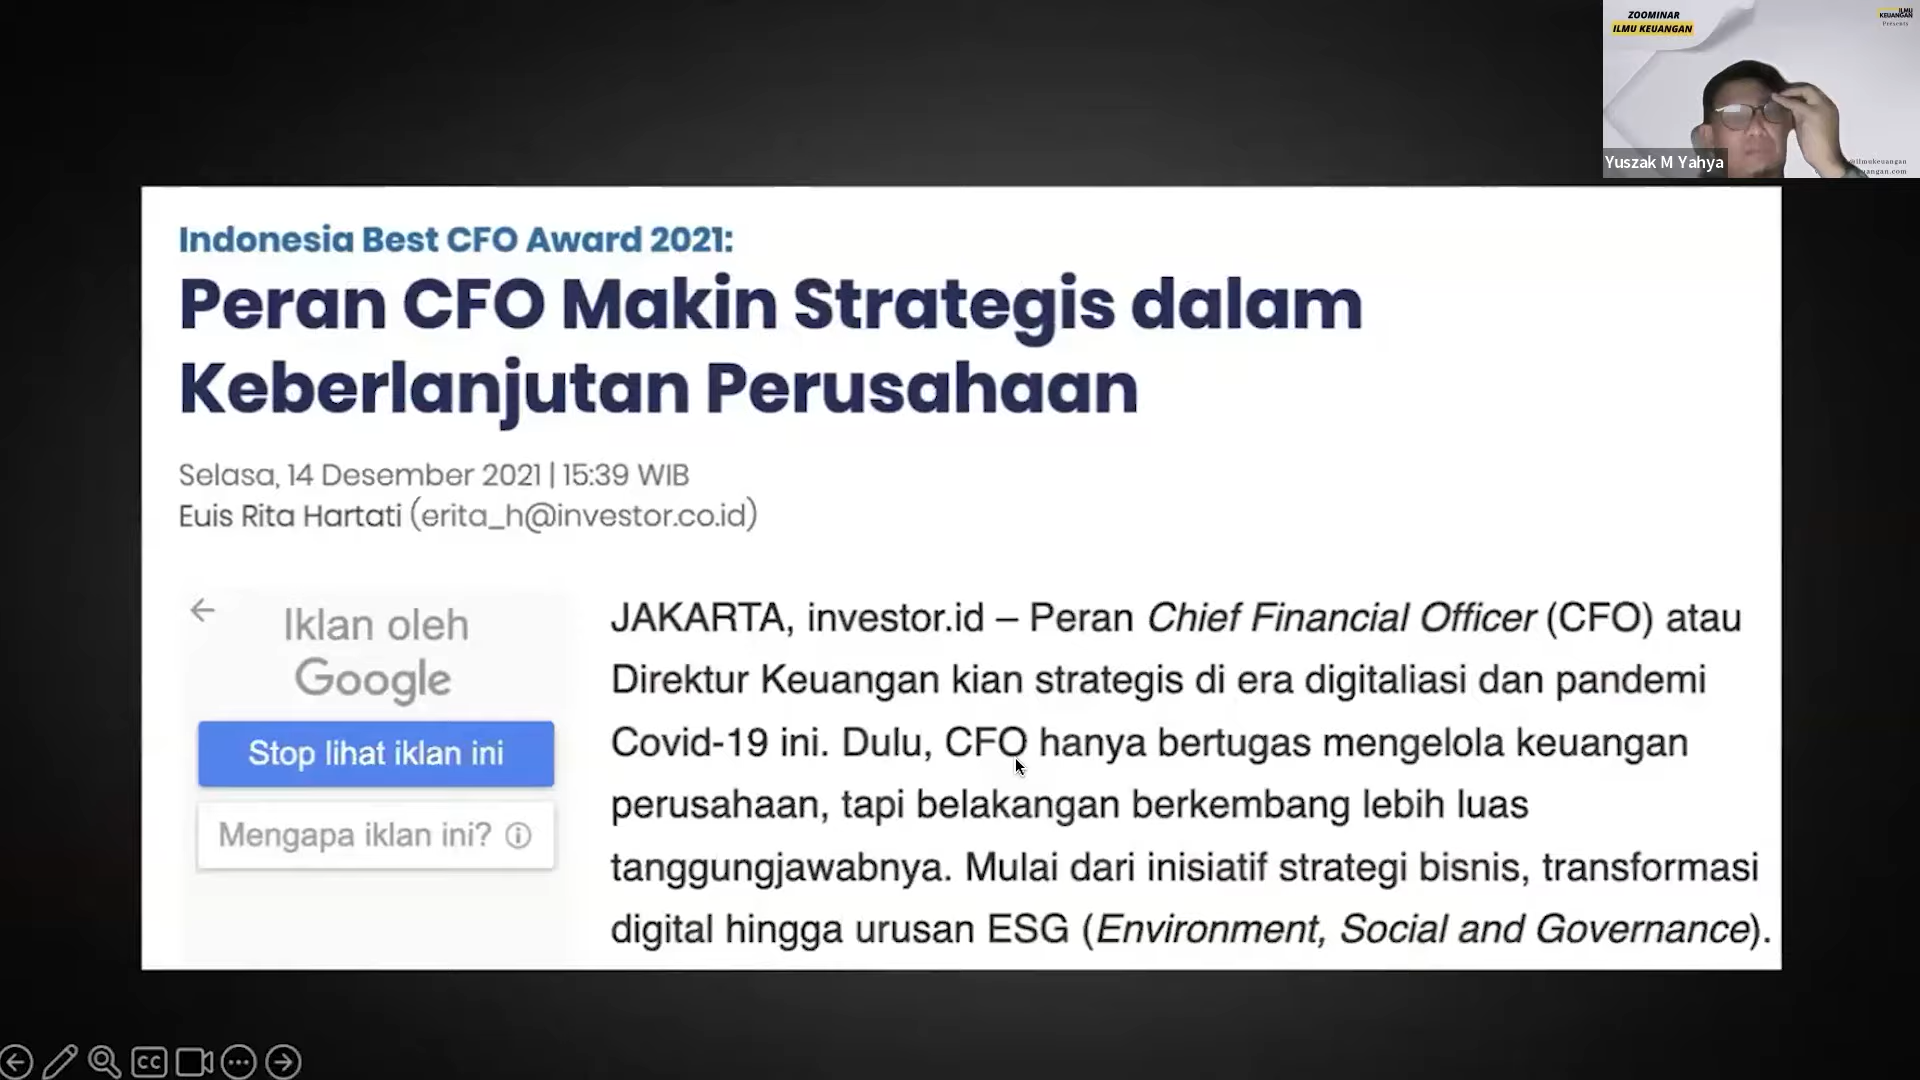 ZOOMINAR
ILMU KEUANGAN
ILMU
KEUANGAN
Presents
Yuszak M Yahya
Indonesia Best CFO Award 2021:
Peran CFO Makin Strategis dalam
Keberlanjutan Perusahaan
Selasa, 14 Desember 2021 | 15:39 WIB
Euis Rita Hartati (erita_h@investor.co.id)
Iklan oleh
Google
Stop lihat iklan ini
Mengapa iklan ini?
JAKARTA, investor.id – Peran Chief Financial Officer (CFO) atau
Direktur Keuangan kian strategis di era digitaliasi dan pandemi
Covid-19 ini. Dulu, CFO hanya bertugas mengelola keuangan
perusahaan, tapi belakangan berkembang lebih luas
tanggungjawabnya. Mulai dari inisiatif strategi bisnis, transformasi
digital hingga urusan ESG (Environment, Social and Governance).
CC